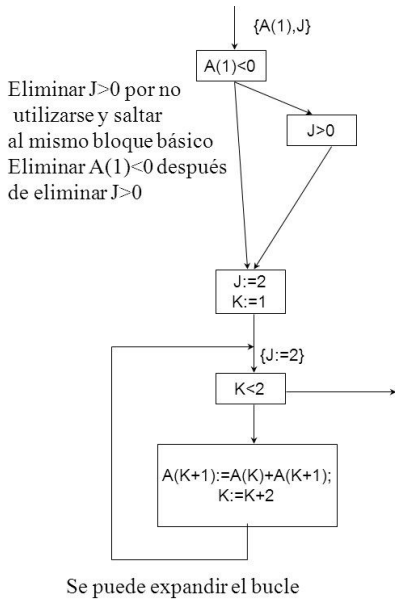 {A(1),J}
A(1)<0
Eliminar J>0 por no
utilizarse y saltar
al mismo bloque básico
Eliminar A(1)<0 después
de eliminar J>0
J>0
J:=2
K:=1
{J:=2}
K<2
A(K+1):=A(K)+A(K+1);
K:=K+2
Se puede expandir el bucle